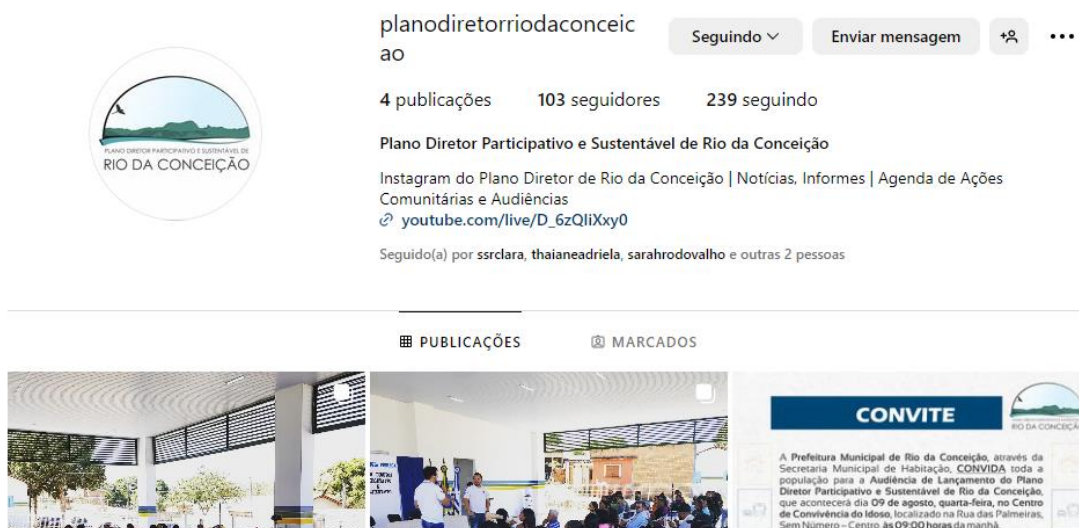 planodiretorriodaconceic
ao
Seguindo
Enviar mensagem
4 publicações
103 seguidores
239 seguindo
Plano Diretor Participativo e Sustentável de Rio da Conceição
Instagram do Plano Diretor de Rio da Conceição | Notícias, Informes | Agenda de Ações
Comunitárias e Audiências
youtube.com/live/D_6zQIiXxy0
Seguido(a) por ssrclara, thaianeadriela, sarahrodovalho e outras 2 pessoas
PLANO DIRETOR PARTICIPATIVO E SUSTENTÁVEL DE
RIO DA CONCEIÇÃO
PUBLICAÇÕES
MARCADOS
CONVITE
RIO DA CONCEIÇÃ
A Prefeitura Municipal de Rio da Conceição, através da
Secretaria Municipal de Habitação, CONVIDA toda a
população para a Audiência de Lançamento do Plano
Diretor Participativo e Sustentável de Rio da Conceição,
que acontecerá dia 09 de agosto, quarta-feira, no Centro
de Convivência do Idoso, localizado na Rua das Palmeiras,
Sem Número – Centro, às 09:00 horas da manhã.